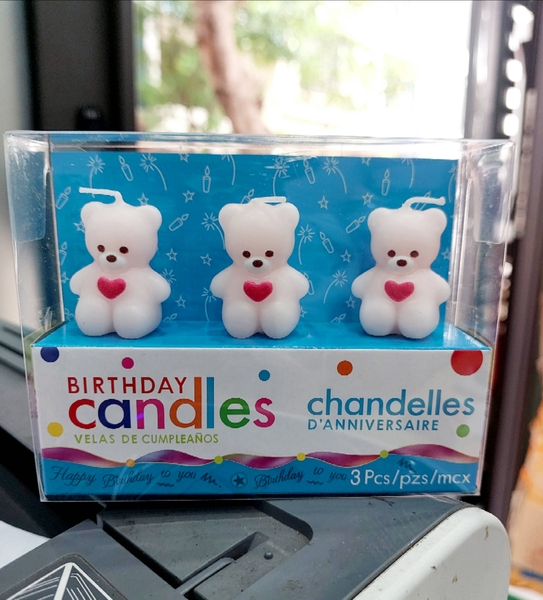 BIRTHDAY
candles
VELAS DE CUMPLEAÑOS
chandelles
D'ANNIVERSAIRE
Happy Birthday to you Birthday to you
3 Pcs/pzs/mcx